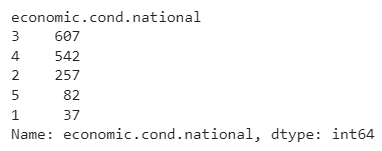 economic.cond.national
3    607
4    542
2    257
5     82
1     37
Name: economic.cond.national, dtype: int64